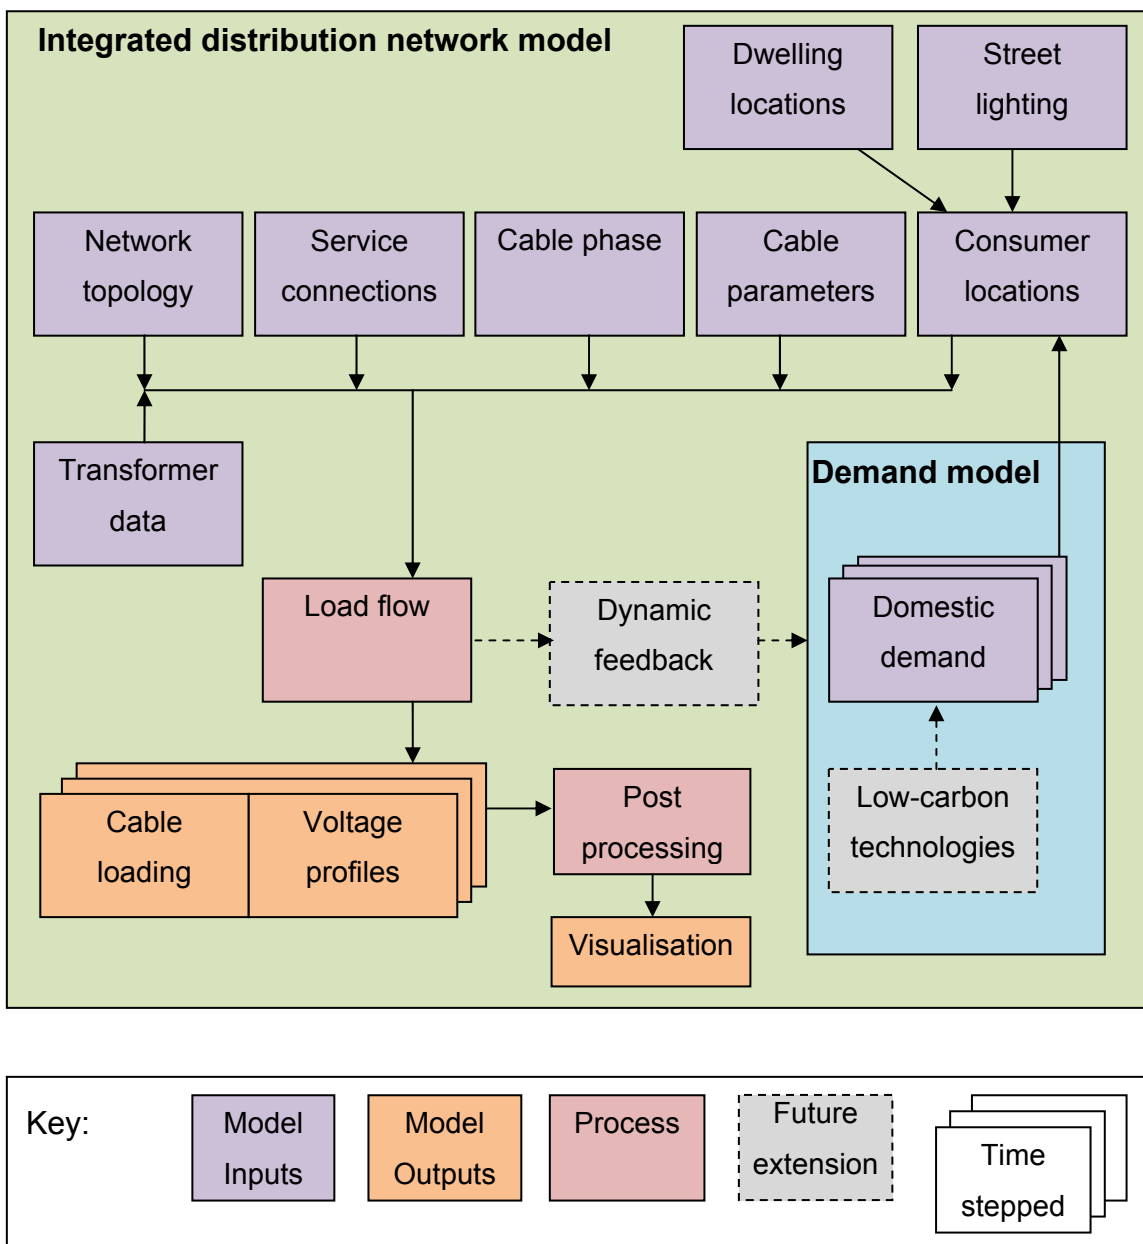 Integrated distribution network model
Dwelling
locations
Street
lighting
Network
topology
Service
connections
Cable phase
Cable
parameters
Consumer
locations
Transformer
data
Demand model
Load flow
Dynamic
feedback
Domestic
demand
Cable
loading
Voltage
profiles
Post
processing
Low-carbon
technologies
Visualisation
Key:
Model
Inputs
Model
Outputs
Process
Future
extension
Time
stepped